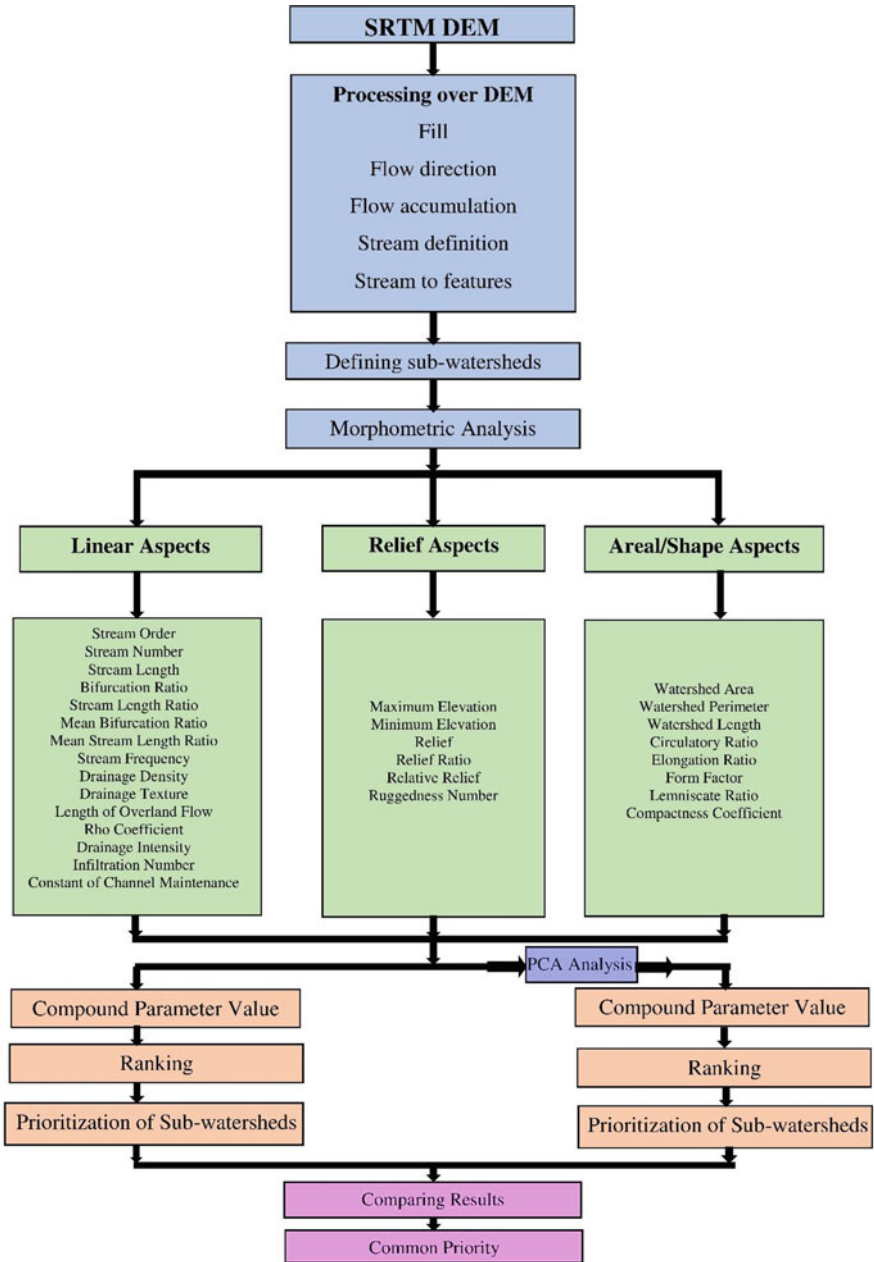 SRTM DEM
Processing over DEM
Fill
Flow direction
Flow accumulation
Stream definition
Stream to features
Defining sub-watersheds
Morphometric Analysis
Linear Aspects
Relief Aspects
Areal/Shape Aspects
Stream Order
Stream Number
Stream Length
Bifurcation Ratio
Stream Length Ratio
Mean Bifurcation Ratio
Mean Stream Length Ratio
Stream Frequency
Drainage Density
Drainage Texture
Length of Overland Flow
Rho Coefficient
Drainage Intensity
Infiltration Number
Constant of Channel Maintenance
Maximum Elevation
Minimum Elevation
Relief
Relief Ratio
Relative Relief
Ruggedness Number
Watershed Area
Watershed Perimeter
Watershed Length
Circulatory Ratio
Elongation Ratio
Form Factor
Lemniscate Ratio
Compactness Coefficient
PCA Analysis
Compound Parameter Value
Ranking
Prioritization of Sub-watersheds
Compound Parameter Value
Ranking
Prioritization of Sub-watersheds
Comparing Results
Common Priority